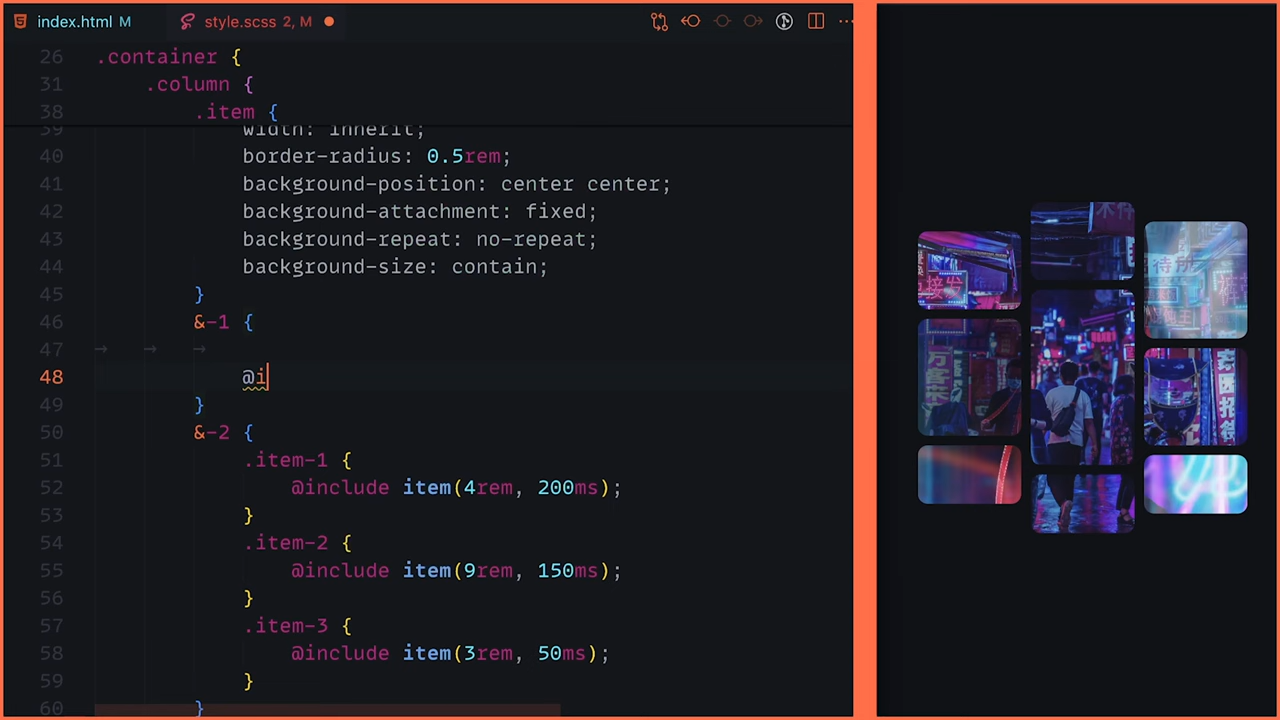 index.html M
style.scss 2, M
26 .container {
31 .column {
38 .item {
39 width: inherit;
40 border-radius: 0.5rem;
41 background-position: center center;
42 background-attachment: fixed;
43 background-repeat: no-repeat;
44 background-size: contain;
45 }
46 &-1 {
47
48 @i
49 }
50 &-2 {
51 .item-1 {
52 @include item(4rem, 200ms);
53 }
54 .item-2 {
55 @include item(9rem, 150ms);
56 }
57 .item-3 {
58 @include item(3rem, 50ms);
59 }
60 }